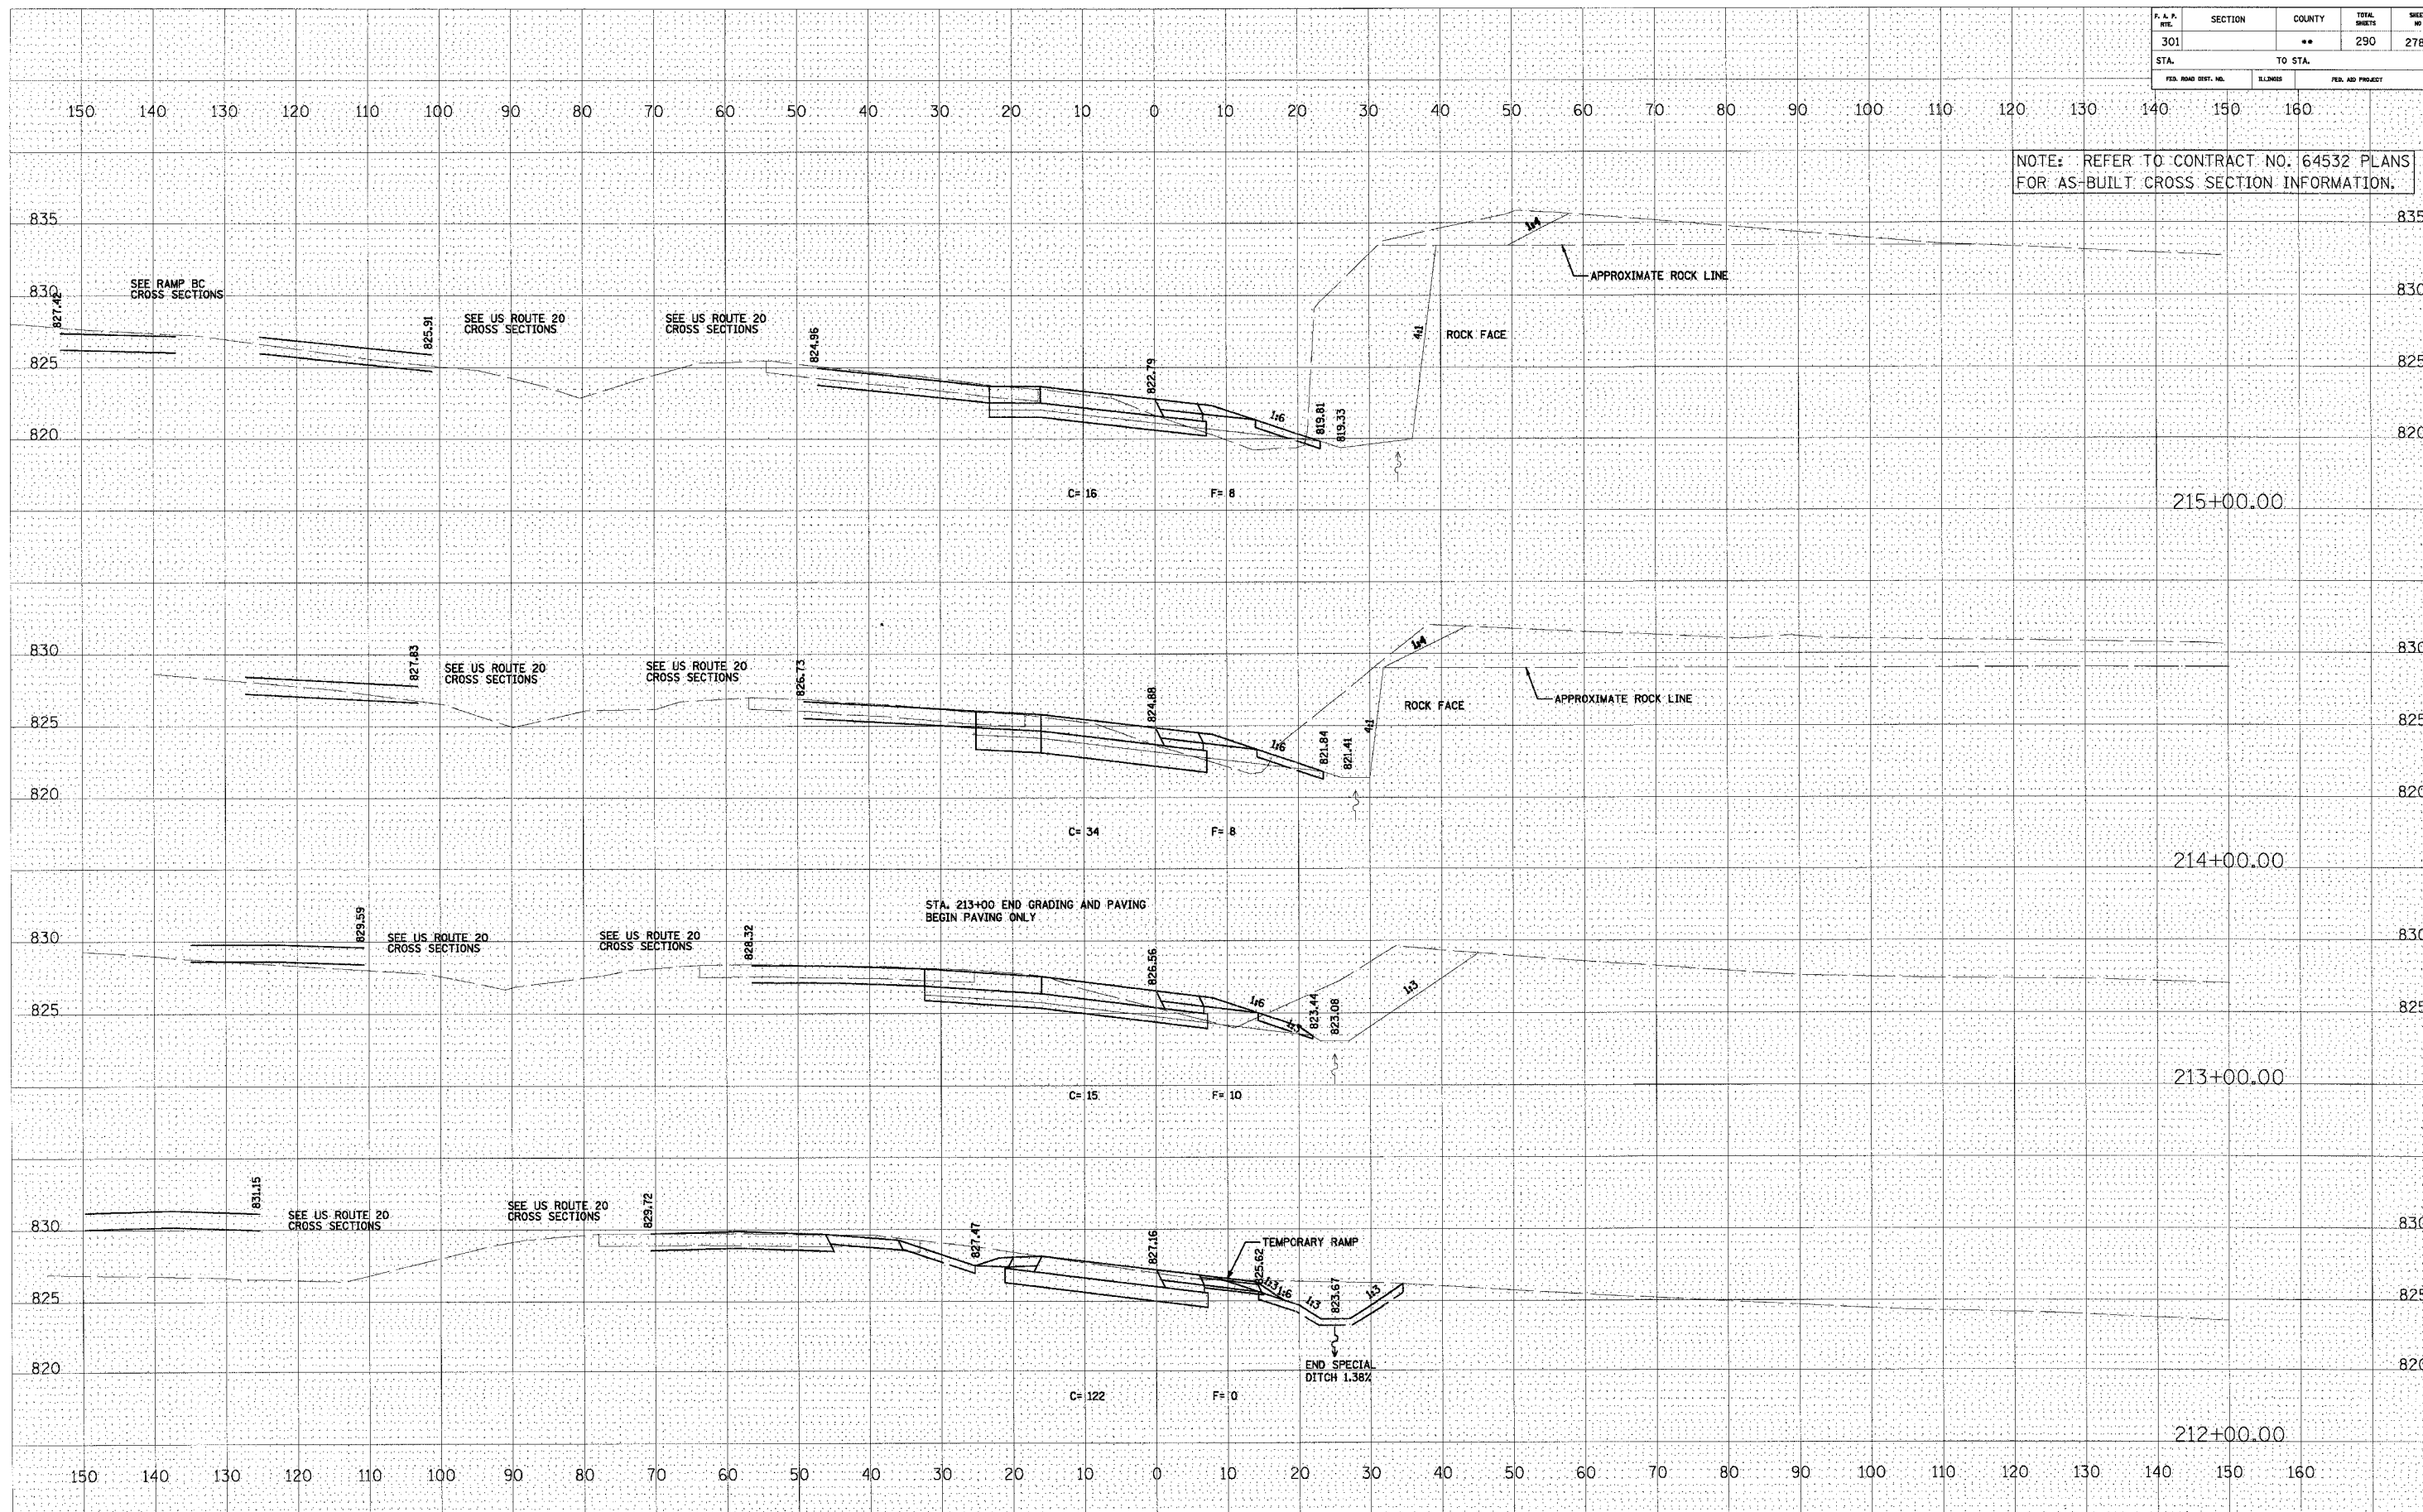 F. A. P. RTE. SECTION COUNTY TOTAL SHEETS SHEET NO
301 ** 290 278
STA. TO STA.
FED. ROAD DIST. NO. ILLINOIS FED. AID PROJECT
150 140 130 120 110 100 90 80 70 60 50 40 30 20 10 0 10 20 30 40 50 60 70 80 90 100 110 120 130 140 150 160
NOTE: REFER TO CONTRACT NO. 64532 PLANS
FOR AS-BUILT CROSS SECTION INFORMATION.
835 835
1:4
APPROXIMATE ROCK LINE
SEE RAMP BC
CROSS SECTIONS
830 830
827.42
825.91
SEE US ROUTE 20
CROSS SECTIONS
SEE US ROUTE 20
CROSS SECTIONS
824.96
822.79
4:1
ROCK FACE
825 825
1:6
819.81
819.33
820 820
C= 16 F= 8
215+00.00
830 830
827.83
SEE US ROUTE 20
CROSS SECTIONS
SEE US ROUTE 20
CROSS SECTIONS
826.73
824.88
1:4
APPROXIMATE ROCK LINE
ROCK FACE
825 825
4:1
1:6
821.84
821.41
820 820
C= 34 F= 8
214+00.00
STA. 213+00 END GRADING AND PAVING
BEGIN PAVING ONLY
830 830
829.59
SEE US ROUTE 20
CROSS SECTIONS
SEE US ROUTE 20
CROSS SECTIONS
828.32
826.56
1:6
1:3
823.44
823.08
1:3
825 825
213+00.00
C= 15 F= 10
831.15
SEE US ROUTE 20
CROSS SECTIONS
SEE US ROUTE 20
CROSS SECTIONS
829.72
830 830
827.47
827.16
TEMPORARY RAMP
825.62
1:3
1:6
1:3
823.67
1:3
825 825
820 820
END SPECIAL
DITCH 1.38%
C= 122 F= 0
212+00.00
150 140 130 120 110 100 90 80 70 60 50 40 30 20 10 0 10 20 30 40 50 60 70 80 90 100 110 120 130 140 150 160